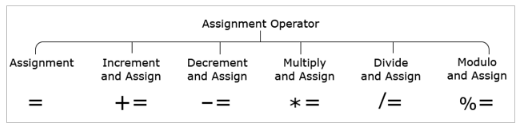 Assignment Operator
Assignment
=
Increment
and Assign
+=
Decrement
and Assign
-=
Multiply
and Assign
*=
Divide
and Assign
/=
Modulo
and Assign
%=